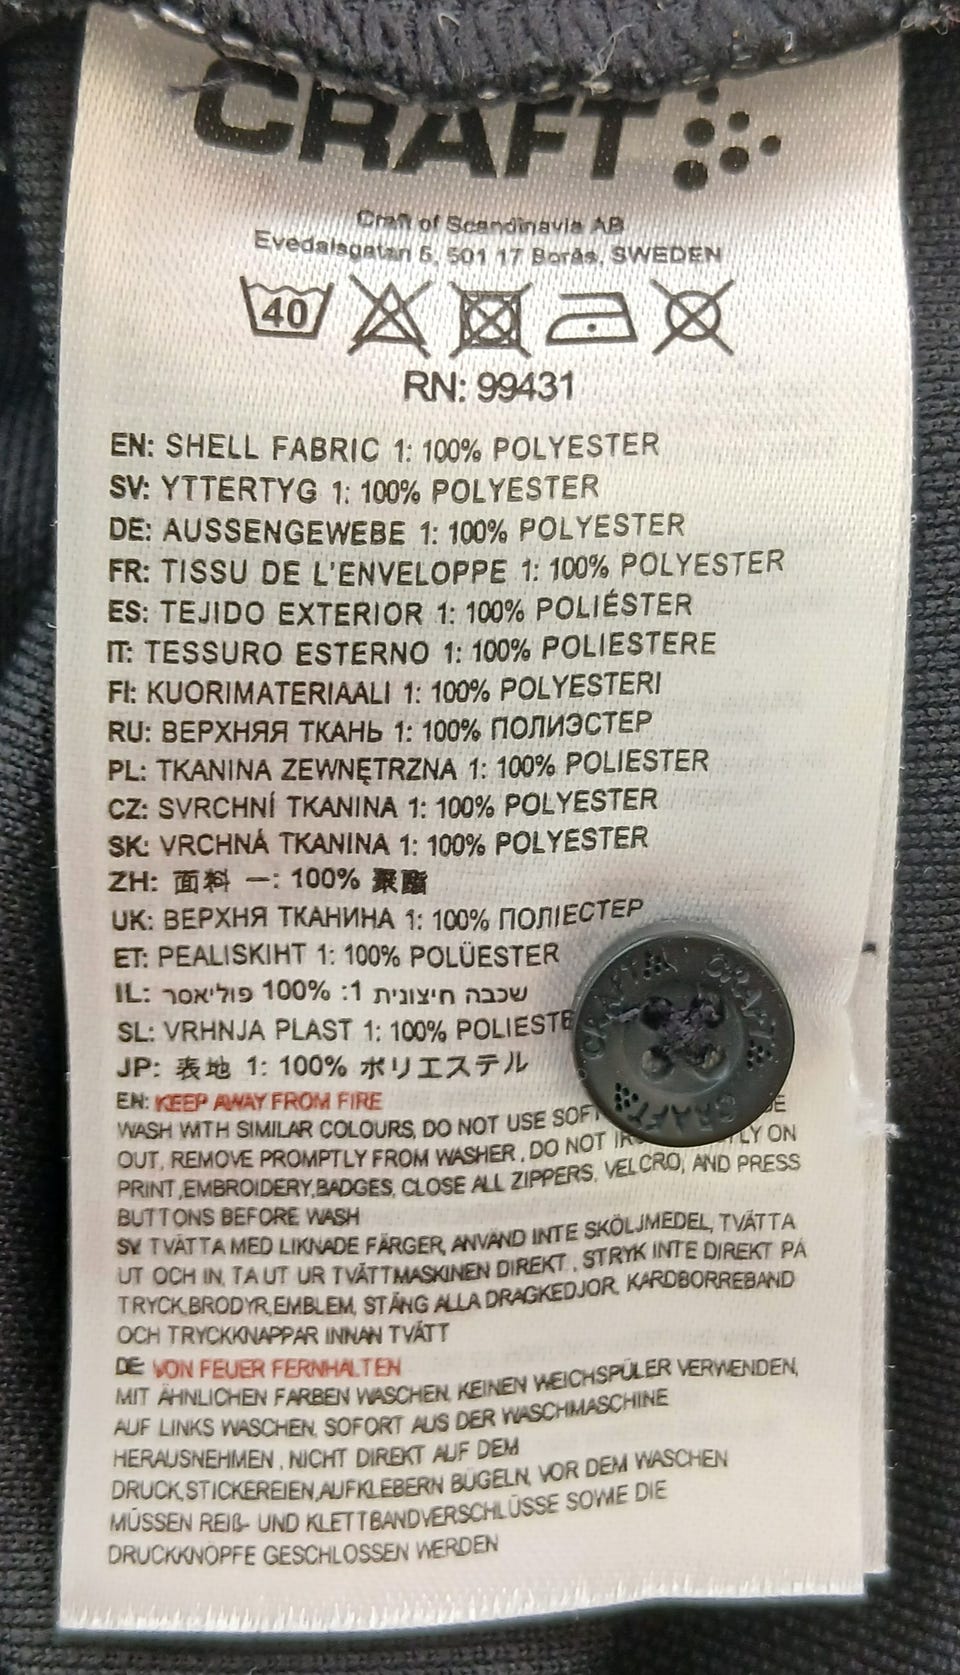 CRAFT
Craft of Scandinavia AB
Evedalsgatan 5, 501 17 Borås, SWEDEN
40
RN: 99431
EN: SHELL FABRIC 1: 100% POLYESTER
SV: YTTERTYG 1: 100% POLYESTER
DE: AUSSENGEWEBE 1: 100% POLYESTER
FR: TISSU DE L'ENVELOPPE 1: 100% POLYESTER
ES: TEJIDO EXTERIOR 1: 100% POLIÉSTER
IT: TESSURO ESTERNO 1: 100% POLIESTERE
FI: KUORIMATERIAALI 1: 100% POLYESTERI
RU: ВЕРХНЯЯ ТКАНЬ 1: 100% ПОЛИЭСТЕР
PL: TKANINA ZEWNĘTRZNA 1: 100% POLIESTER
CZ: SVRCHNÍ TKANINA 1: 100% POLYESTER
SK: VRCHNÁ TKANINA 1: 100% POLYESTER
ZH: 面料 一: 100% 聚酯
UK: ВЕРХНЯ ТКАНИНА 1: 100% ПОЛІЕСТЕР
ET: PEALISKIHT 1: 100% POLÜESTER
IL: שכבה חיצונית 1: 100% פוליאסר
SL: VRHNJA PLAST 1: 100% POLIESTE
JP: 表地 1: 100% ポリエステル
CRAFT CRAFT CRAFT
EN: KEEP AWAY FROM FIRE
WASH WITH SIMILAR COLOURS, DO NOT USE SOF DE
OUT, REMOVE PROMPTLY FROM WASHER , DO NOT IR LY ON
PRINT ,EMBROIDERY,BADGES, CLOSE ALL ZIPPERS, VELCRO, AND PRESS
BUTTONS BEFORE WASH
SV: TVÄTTA MED LIKNADE FÄRGER, ANVÄND INTE SKÖLJMEDEL, TVÄTTA
UT OCH IN, TA UT UR TVÄTTMASKINEN DIREKT , STRYK INTE DIREKT PÅ
TRYCK,BRODYR,EMBLEM, STÄNG ALLA DRAGKEDJOR, KARDBORREBAND
OCH TRYCKKNAPPAR INNAN TVÄTT
DE: VON FEUER FERNHALTEN
MIT ÄHNLICHEN FARBEN WASCHEN, KEINEN WEICHSPÜLER VERWENDEN,
AUF LINKS WASCHEN, SOFORT AUS DER WASCHMASCHINE
HERAUSNEHMEN , NICHT DIREKT AUF DEM
DRUCK,STICKEREIEN,AUFKLEBERN BÜGELN, VOR DEM WASCHEN
MÜSSEN REIß- UND KLETTBANDVERSCHLÜSSE SOWIE DIE
DRUCKKNÖPFE GESCHLOSSEN WERDEN